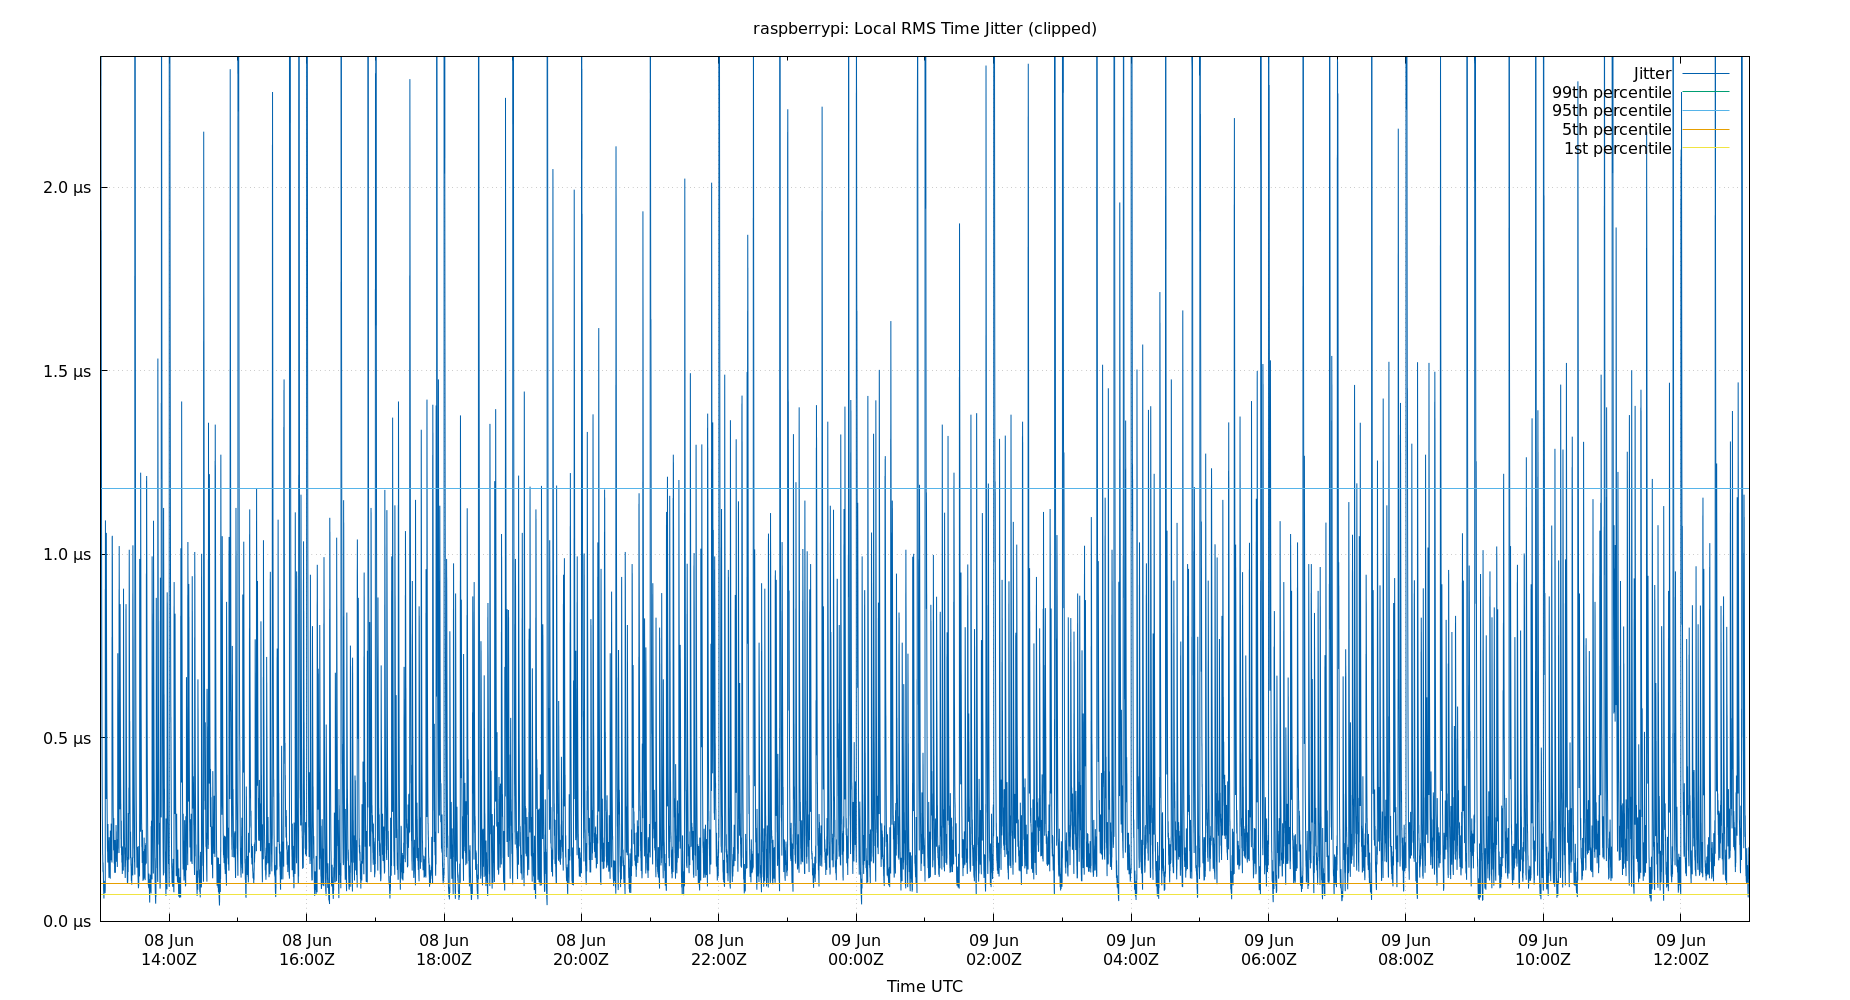 raspberrypi: Local RMS Time Jitter (clipped)
Jitter
99th percentile
95th percentile
5th percentile
1st percentile
2.0 µs
1.5 µs
1.0 µs
0.5 µs
0.0 µs
08 Jun 08 Jun 08 Jun 08 Jun 08 Jun 09 Jun 09 Jun 09 Jun 09 Jun 09 Jun 09 Jun 09 Jun
14:00Z 16:00Z 18:00Z 20:00Z 22:00Z 00:00Z 02:00Z 04:00Z 06:00Z 08:00Z 10:00Z 12:00Z
Time UTC